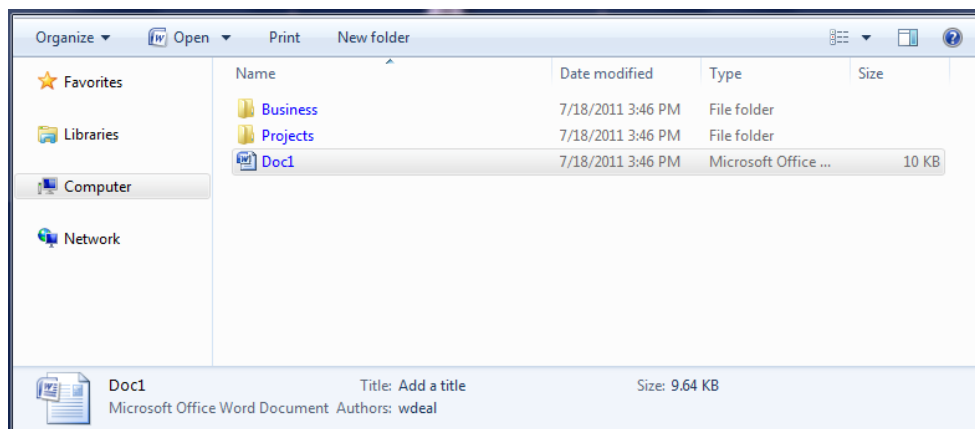 Organize Open Print New folder
Favorites
Libraries
Computer
Network
Name Date modified Type Size
Business 7/18/2011 3:46 PM File folder
Projects 7/18/2011 3:46 PM File folder
Doc1 7/18/2011 3:46 PM Microsoft Office ... 10 KB
Doc1 Title: Add a title Size: 9.64 KB
Microsoft Office Word Document Authors: wdeal